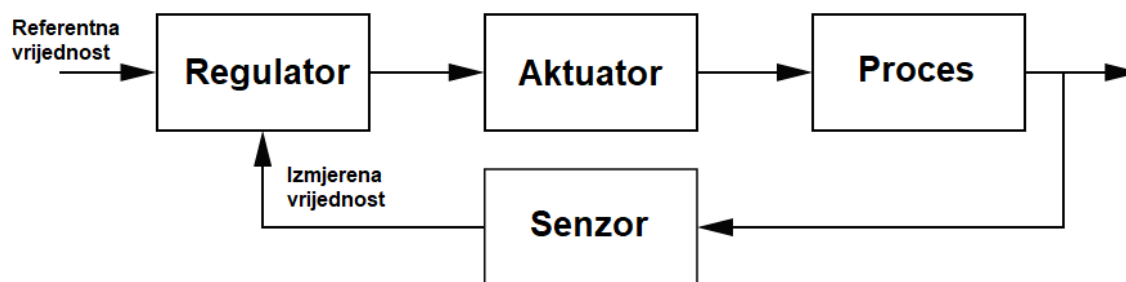 Referentna
vrijednost
Regulator
Aktuator
Proces
Izmjerena
vrijednost
Senzor